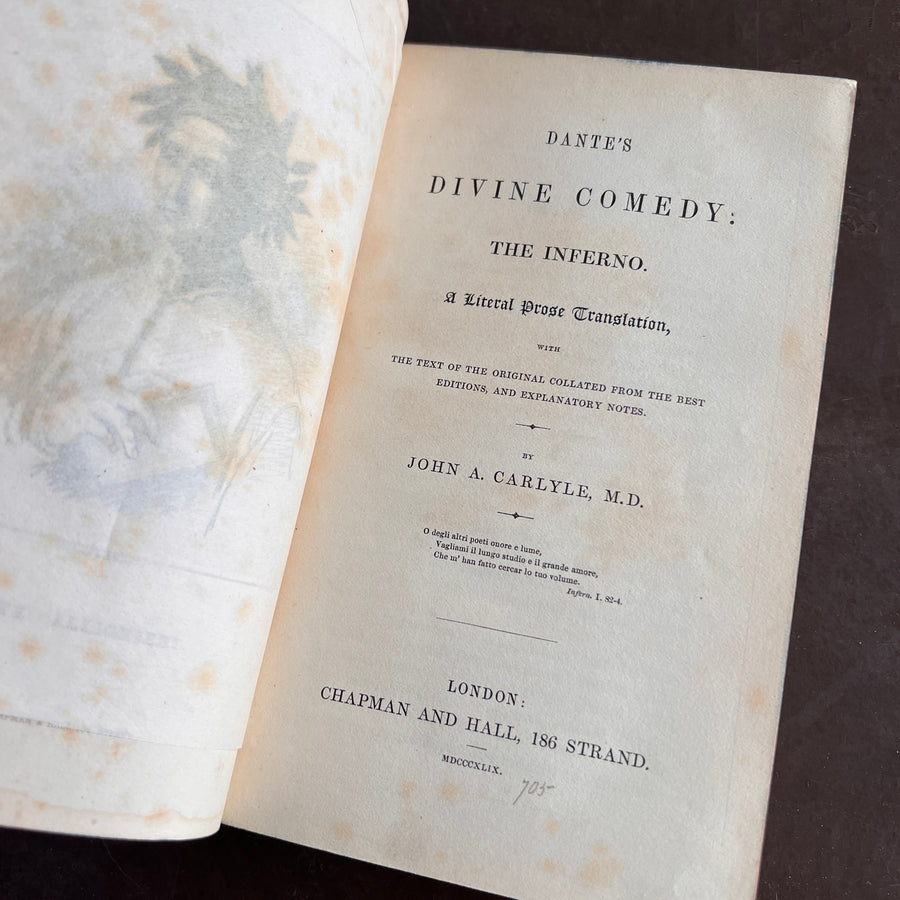 DANTE'S
DIVINE COMEDY:
THE INFERNO.
A Literal Prose Translation,
WITH
THE TEXT OF THE ORIGINAL COLLATED FROM THE BEST
EDITIONS, AND EXPLANATORY NOTES.
BY
JOHN A. CARLYLE, M.D.
O degli altri poeti onore e lume,
Vagliami il lungo studio e il grande amore,
Che m' han fatto cercar lo tuo volume.
Infern. I. 82-4.
LONDON:
CHAPMAN AND HALL, 186 STRAND.
MDCCCXLIX.
705